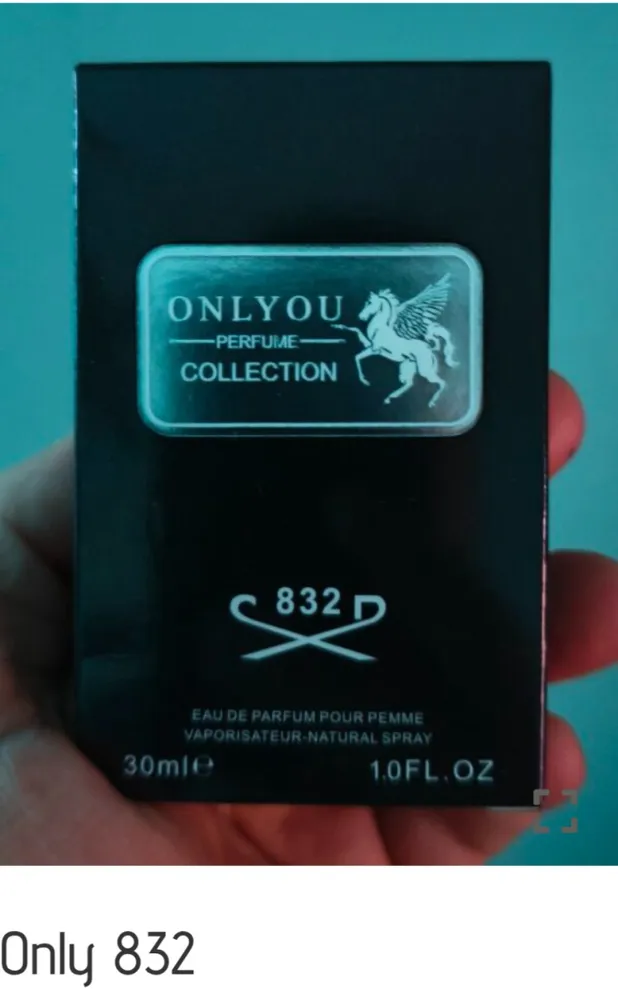 ONLYOU
PERFUME
COLLECTION
832
EAU DE PARFUM POUR PEMME
VAPORISATEUR-NATURAL SPRAY
30ml℮
1.0FL.OZ
Only 832